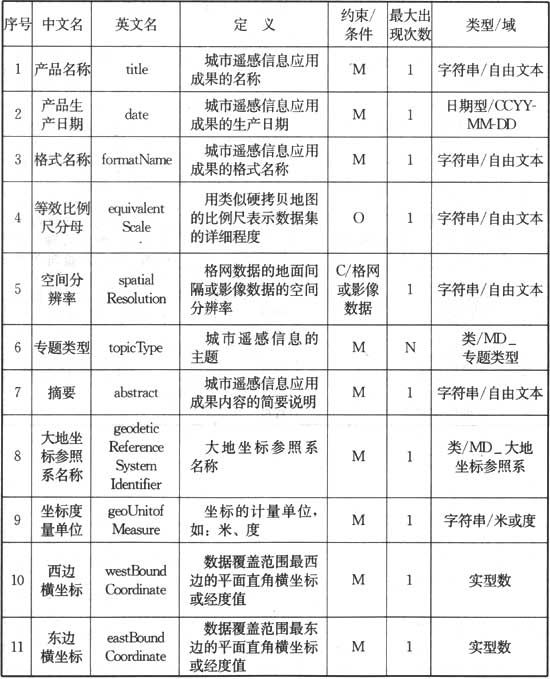 序号 中文名 英文名 定 义 约束/条件 最大出现次数 类型/域
1 产品名称 title 城市遥感信息应用成果的名称 M 1 字符串/自由文本
2 产品生产日期 date 城市遥感信息应用成果的生产日期 M 1 日期型/CCYY-MM-DD
3 格式名称 formatName 城市遥感信息应用成果的格式名称 M 1 字符串/自由文本
4 等效比例尺分母 equivalent Scale 用类似硬拷贝地图的比例尺表示数据集的详细程度 O 1 字符串/自由文本
5 空间分辨率 spatial Resolution 格网数据的地面间隔或影像数据的空间分辨率 C/格网或影像数据 1 字符串/自由文本
6 专题类型 topicType 城市遥感信息的主题 M N 类/MD_专题类型
7 摘要 abstract 城市遥感信息应用成果内容的简要说明 M 1 字符串/自由文本
8 大地坐标参照系名称 geodetic Reference System Identifier 大地坐标参照系名称 M 1 类/MD_大地坐标参照系
9 坐标度量单位 geoUnitof Measure 坐标的计量单位，如：米、度 M 1 字符串/米或度
10 西边横坐标 westBound Coordinate 数据覆盖范围最西边的平面直角横坐标或经度值 M 1 实型数
11 东边横坐标 eastBound Coordinate 数据覆盖范围最东边的平面直角横坐标或经度值 M 1 实型数